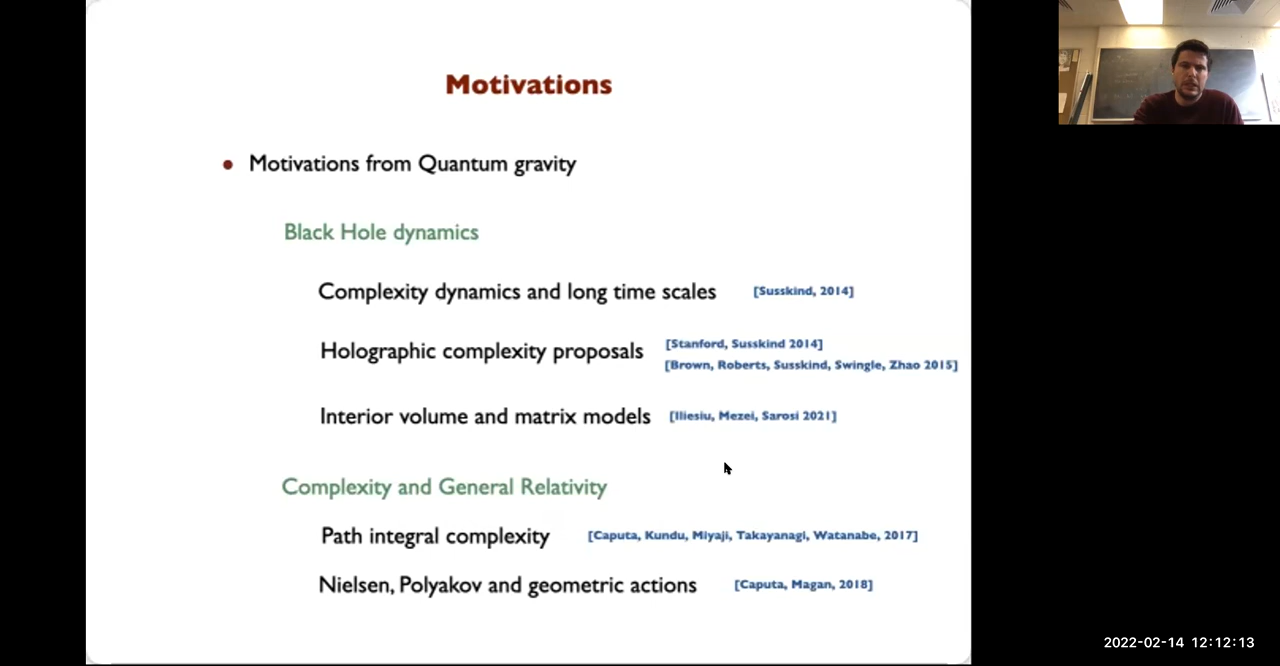 Motivations
• Motivations from Quantum gravity
Black Hole dynamics
Complexity dynamics and long time scales [Susskind, 2014]
Holographic complexity proposals [Stanford, Susskind 2014]
[Brown, Roberts, Susskind, Swingle, Zhao 2015]
Interior volume and matrix models [Iliesiu, Mezei, Sarosi 2021]
Complexity and General Relativity
Path integral complexity [Caputa, Kundu, Miyaji, Takayanagi, Watanabe, 2017]
Nielsen, Polyakov and geometric actions [Caputa, Magan, 2018]
2022-02-14 12:12:13